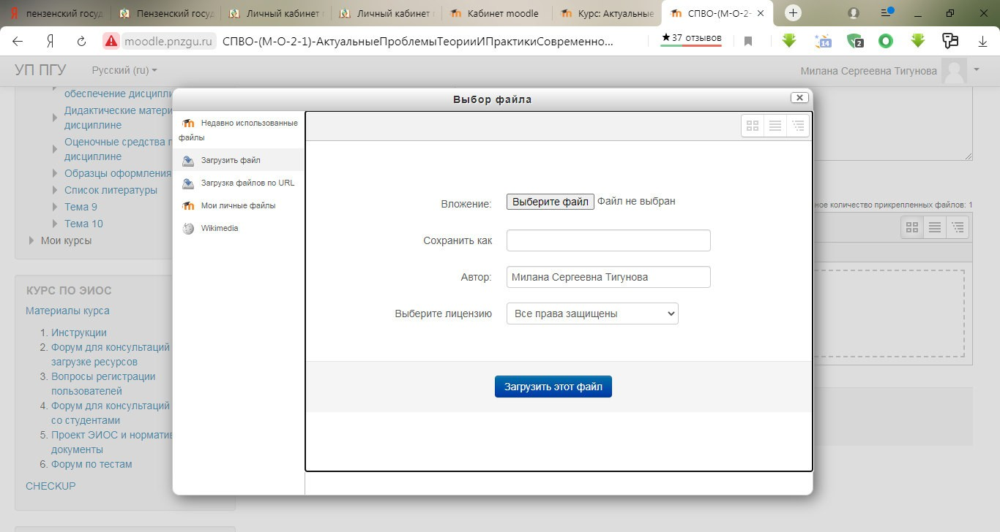 пензенский госуд
Пензенский госуд
Личный кабинет
Личный кабинет
Кабинет moodle
Курс: Актуальные
СПВО-(М-О-2-
moodle.pnzgu.ru СПВО-(М-О-2-1)-АктуальныеПроблемыТеорииИПрактикиСовременно...
★37 отзывов
14
2
УП ПГУ
Русский (ru)
Милана Сергеевна Тигунова
обеспечение дисципли
Дидактические матери
дисциплине
Оценочные средства п
дисциплине
Образцы оформления
Список литературы
Тема 9
Тема 10
Мои курсы
КУРС ПО ЭИОС
Материалы курса
1. Инструкции
2. Форум для консультаций
загрузке ресурсов
3. Вопросы регистрации
пользователей
4. Форум для консультаций
со студентами
5. Проект ЭИОС и норматив
документы
6. Форум по тестам
CHECKUP
Выбор файла
Недавно использованные
файлы
Загрузить файл
Загрузка файлов по URL
Мои личные файлы
Wikimedia
Вложение: Выберите файл Файл не выбран
Сохранить как
Автор: Милана Сергеевна Тигунова
Выберите лицензию Все права защищены
Загрузить этот файл
ное количество прикрепленных файлов: 1